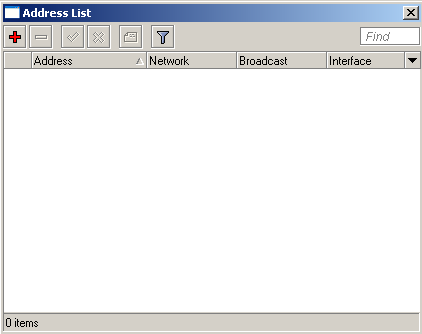 Address List
Find
Address Network Broadcast Interface
0 items